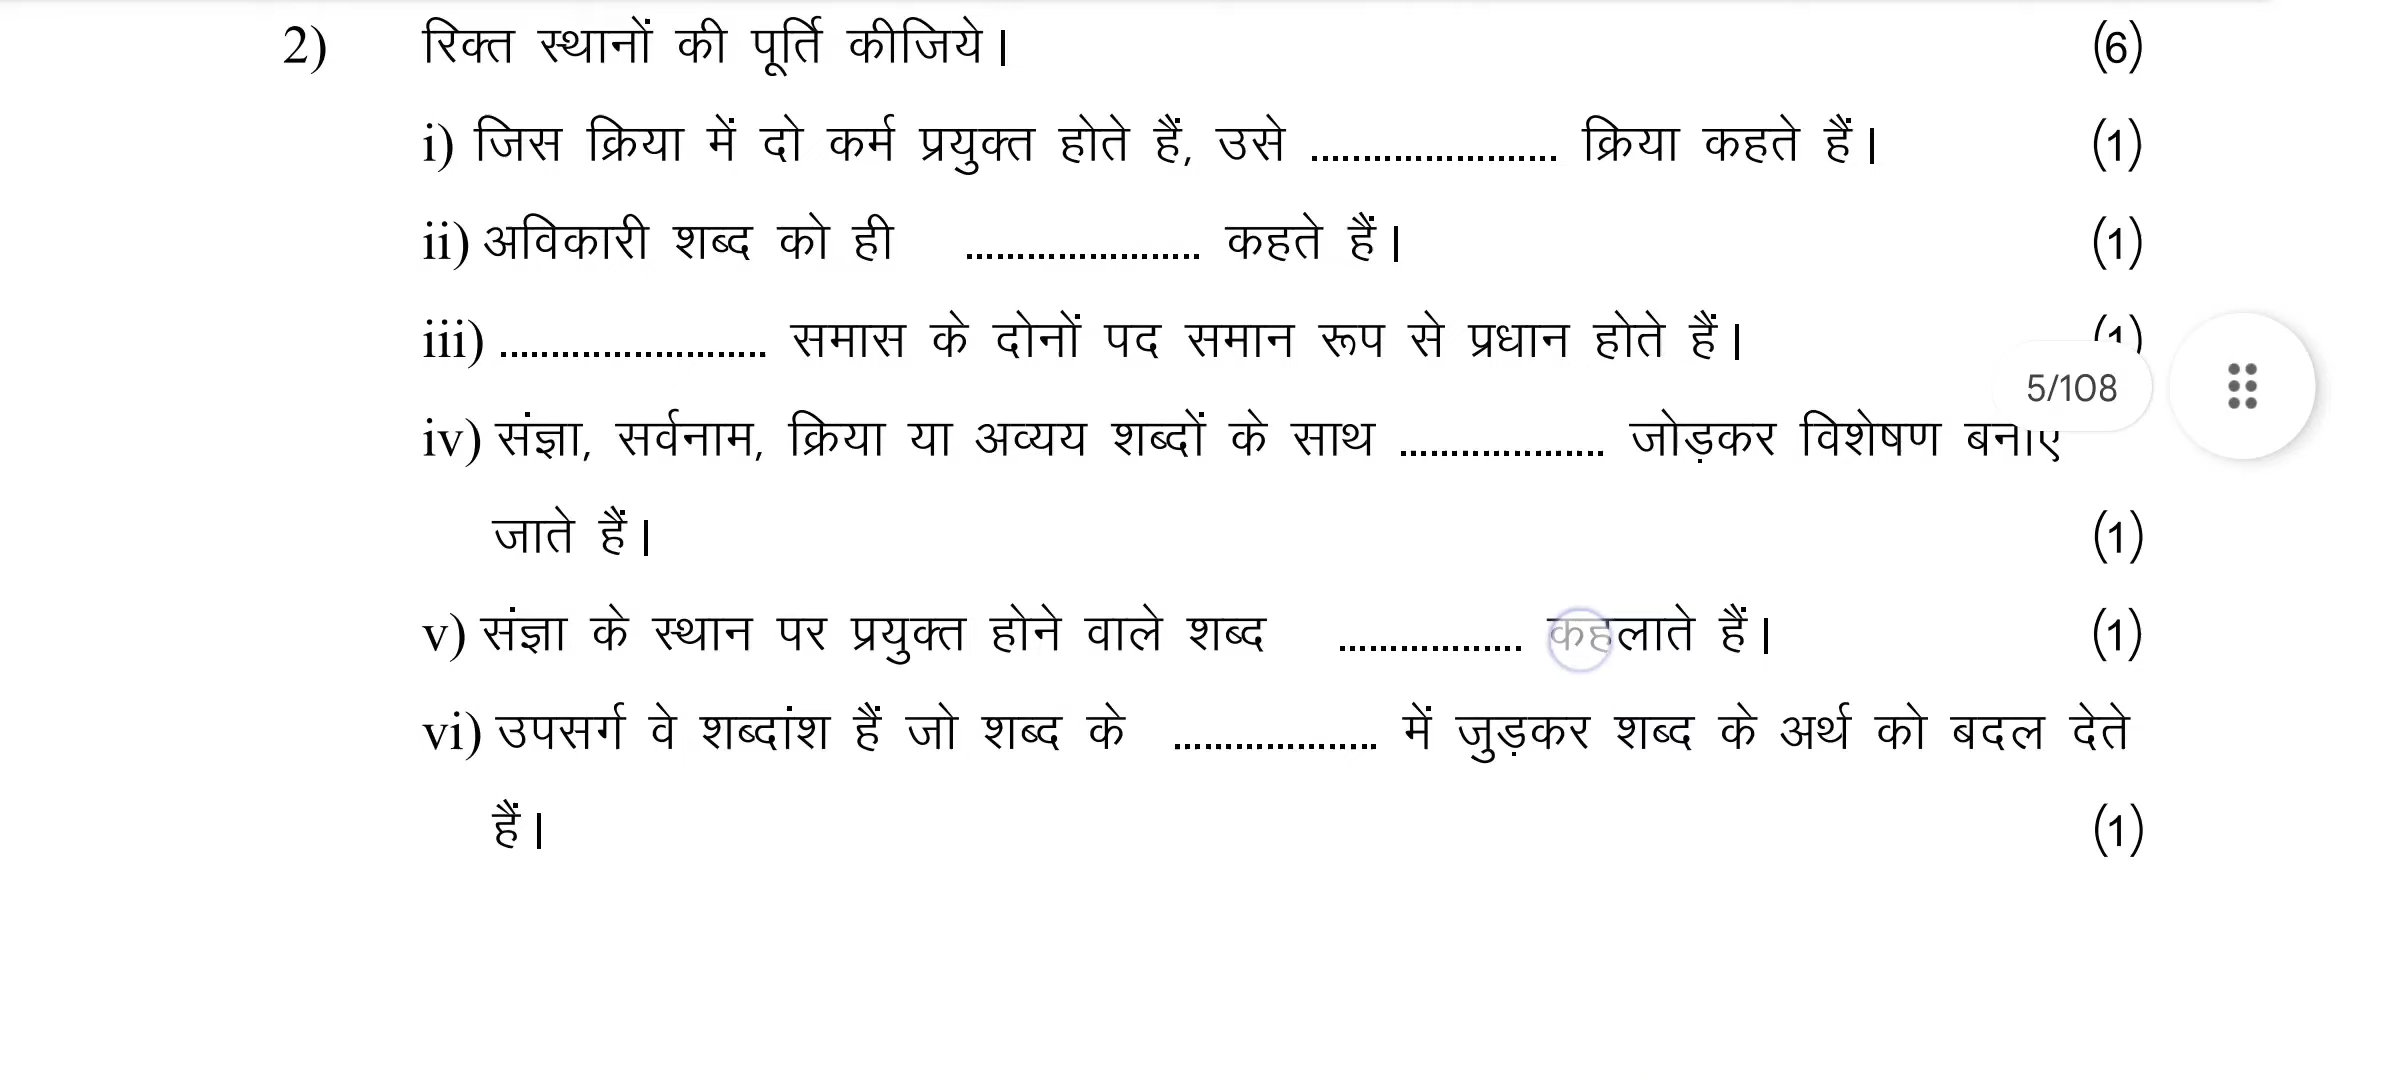 2) रिक्त स्थानों की पूर्ति कीजिये। (6)
i) जिस क्रिया में दो कर्म प्रयुक्त होते हैं, उसे ........................ क्रिया कहते हैं। (1)
ii) अविकारी शब्द को ही ........................ कहते हैं। (1)
iii) ........................... समास के दोनों पद समान रूप से प्रधान होते हैं। (1)
5/108
iv) संज्ञा, सर्वनाम, क्रिया या अव्यय शब्दों के साथ .................... जोड़कर विशेषण बनाए
जाते हैं। (1)
v) संज्ञा के स्थान पर प्रयुक्त होने वाले शब्द .................. कहलाते हैं। (1)
vi) उपसर्ग वे शब्दांश हैं जो शब्द के .................... में जुड़कर शब्द के अर्थ को बदल देते
हैं। (1)